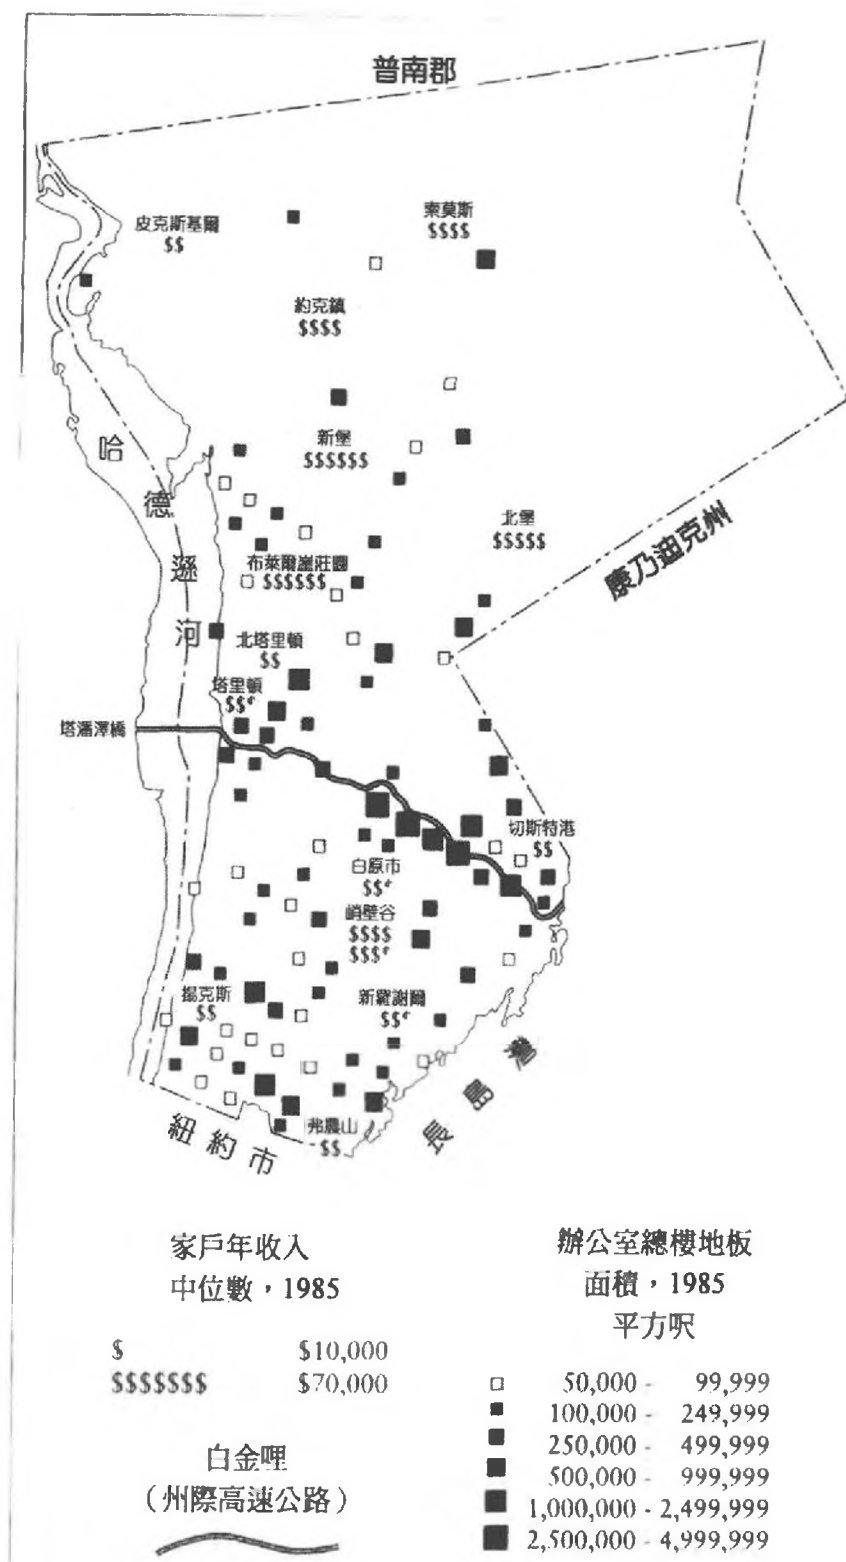 普南郡
皮克斯基爾
$$
索莫斯
$$$$
約克鎮
$$$$
新堡
$$$$$$
北堡
$$$$$
康乃迪克州
哈德遜河
布萊爾崖莊園
$$$$$$
北塔里頓
$$
塔里頓
$$¢
塔潘澤橋
切斯特港
$$
白原市
$$¢
峭壁谷
$$$$
$$$¢
揚克斯
$$
新羅謝爾
$$¢
弗農山
$$
長島灣
紐約市
家戶年收入
中位數，1985
$ $10,000
$$$$$$$ $70,000
白金哩
（州際高速公路）
辦公室總樓地板
面積，1985
平方呎
50,000 - 99,999
100,000 - 249,999
250,000 - 499,999
500,000 - 999,999
1,000,000 - 2,499,999
2,500,000 - 4,999,999